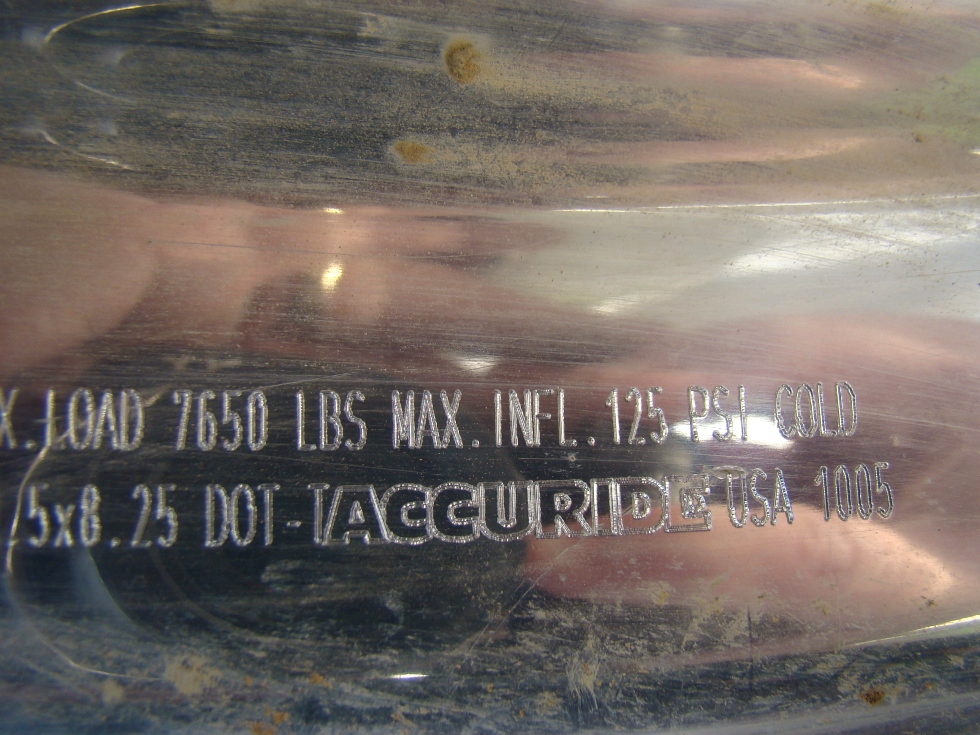 X. LOAD 7650 LBS MAX. INFL. 125 PSI COLD
5x8.25 DOT-T ACCURIDE USA 1005